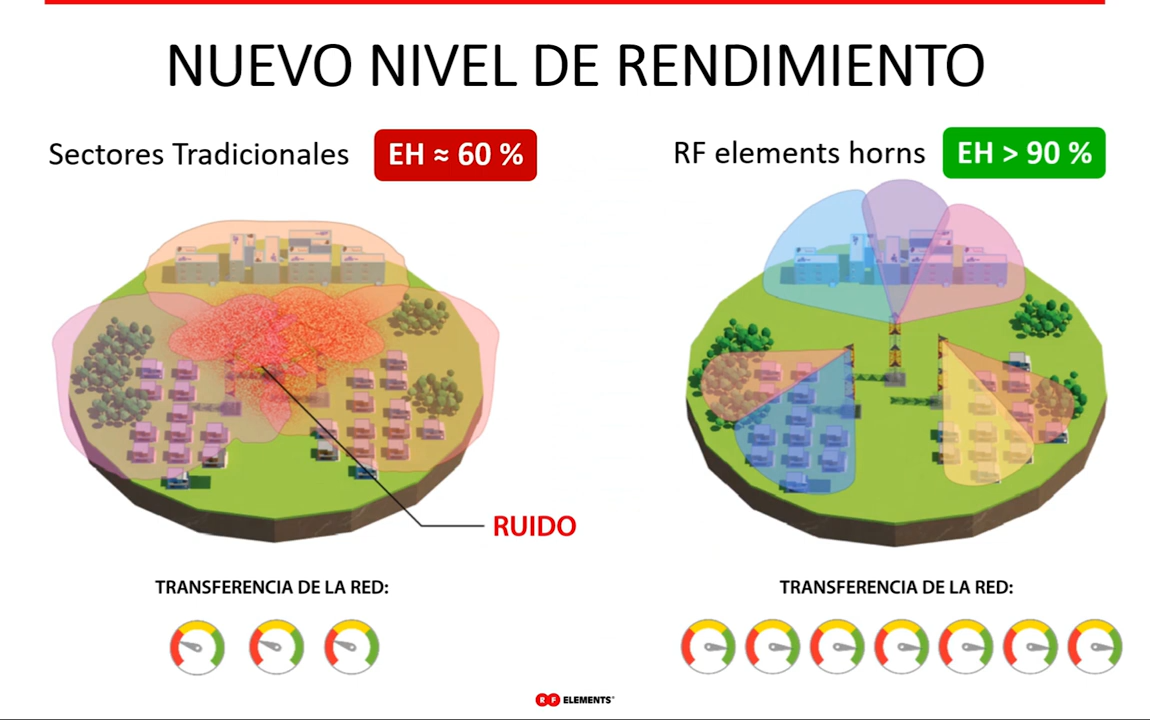 NUEVO NIVEL DE RENDIMIENTO
Sectores Tradicionales
EH ≈ 60 %
RF elements horns
EH > 90 %
RUIDO
TRANSFERENCIA DE LA RED:
TRANSFERENCIA DE LA RED:
RF ELEMENTS